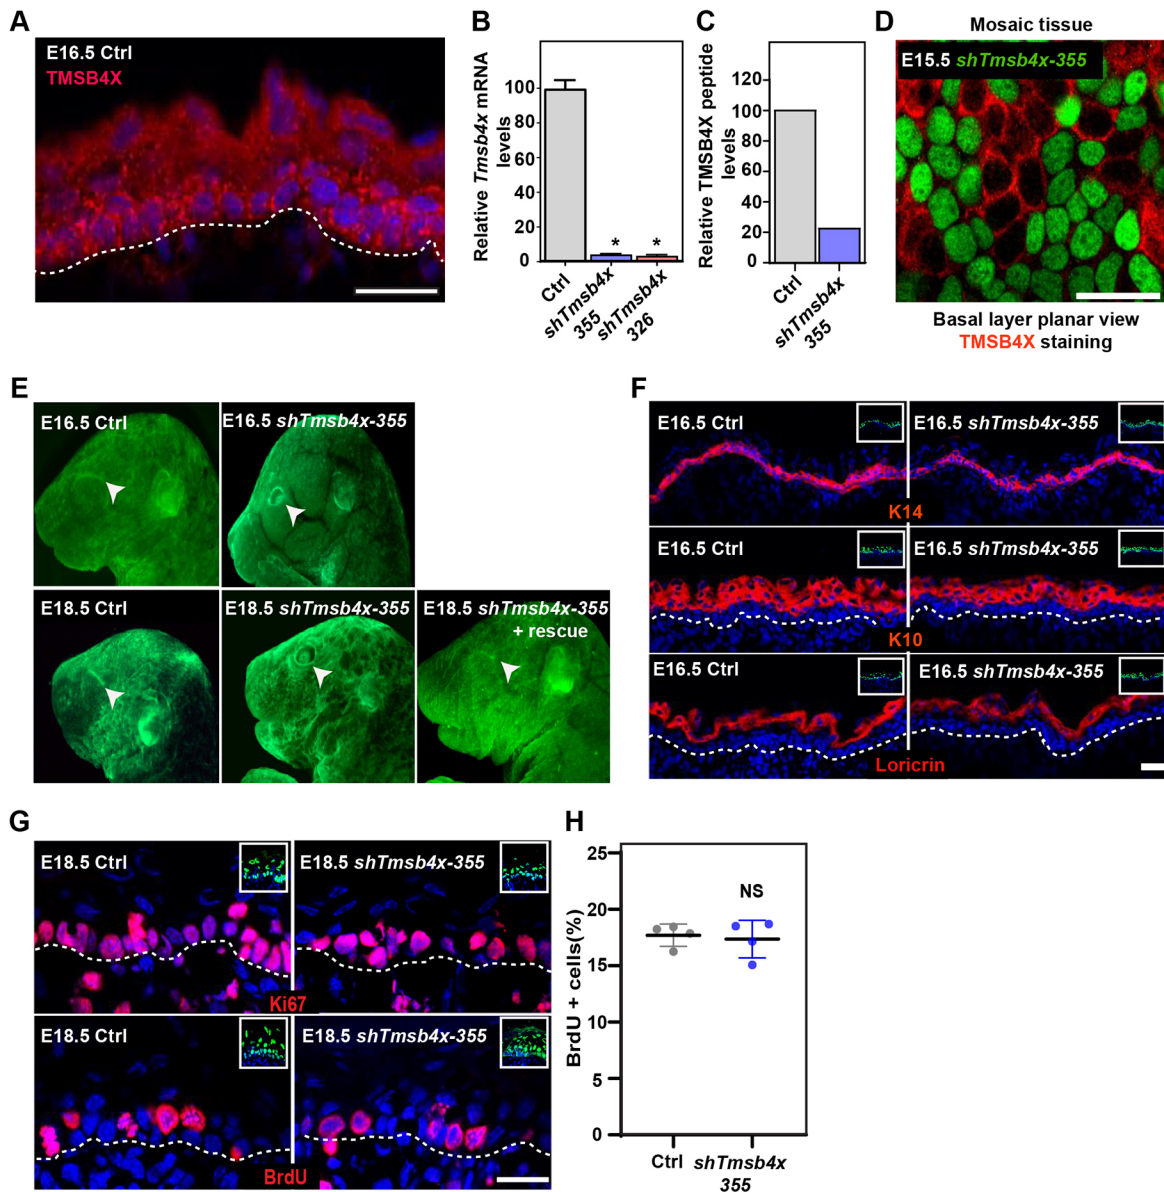 A
E16.5 Ctrl
TMSB4X
B
Relative Tmsb4x mRNA
levels
100
80
60
40
20
0
*
*
Ctrl
shTmsb4x
355
shTmsb4x
326
C
Relative TMSB4X peptide
levels
120
100
80
60
40
20
0
Ctrl
shTmsb4x
355
D
Mosaic tissue
E15.5 shTmsb4x-355
Basal layer planar view
TMSB4X staining
E
E16.5 Ctrl
E16.5 shTmsb4x-355
E18.5 Ctrl
E18.5 shTmsb4x-355
E18.5 shTmsb4x-355
+ rescue
F
E16.5 Ctrl
E16.5 shTmsb4x-355
K14
E16.5 Ctrl
E16.5 shTmsb4x-355
K10
E16.5 Ctrl
E16.5 shTmsb4x-355
Loricrin
G
E18.5 Ctrl
E18.5 shTmsb4x-355
Ki67
E18.5 Ctrl
E18.5 shTmsb4x-355
BrdU
H
BrdU + cells(%)
25
20
15
10
5
0
NS
Ctrl
shTmsb4x
355